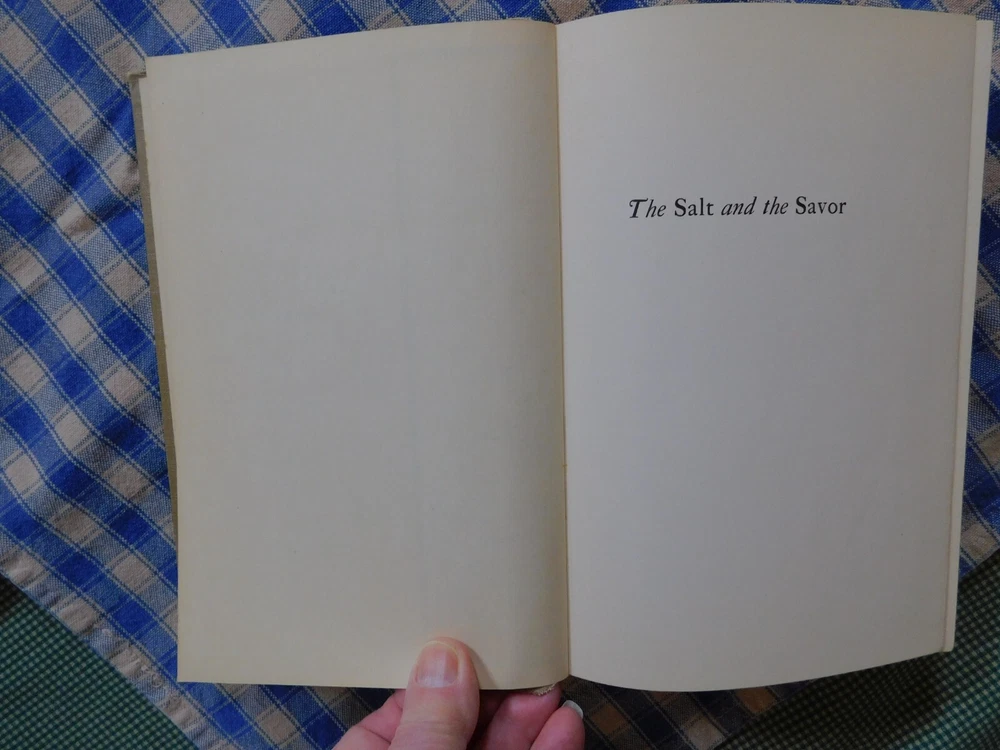 The Salt and the Savor